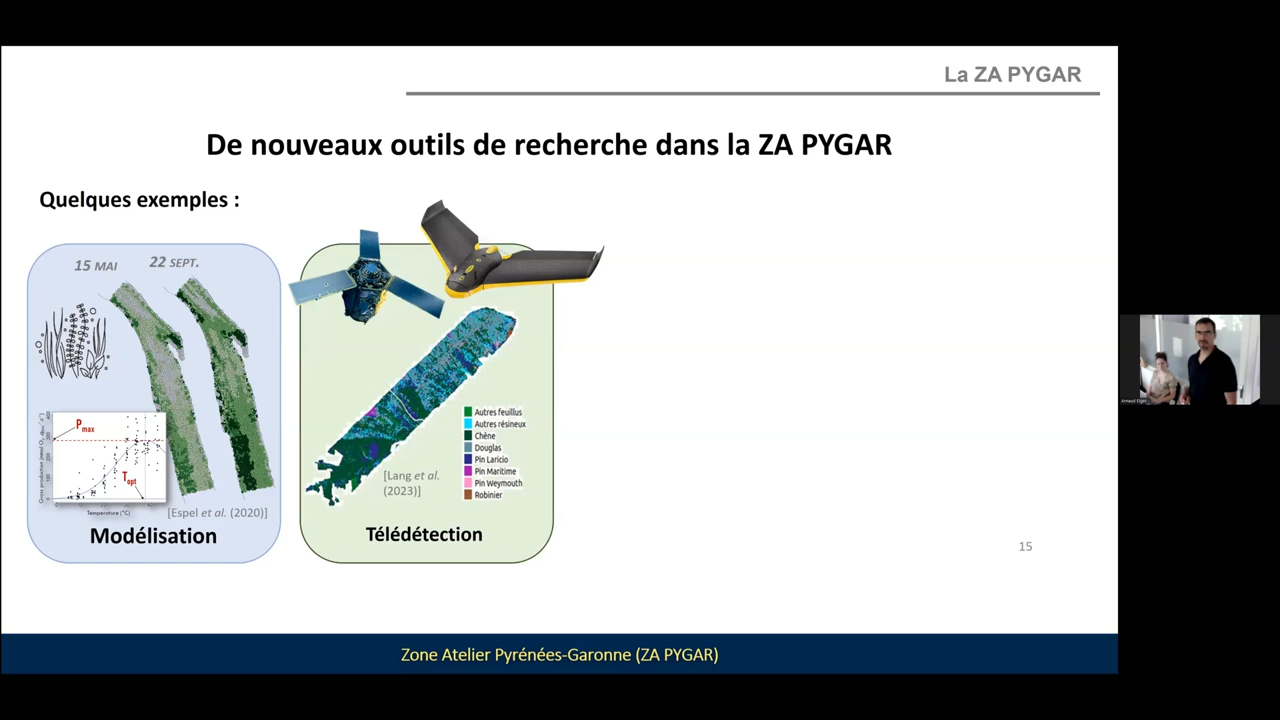 La ZA PYGAR
De nouveaux outils de recherche dans la ZA PYGAR
Quelques exemples :
15 MAI
22 SEPT.
Pmax
Topt
Temperature (°C)
[Espel et al. (2020)]
Modélisation
Autres feuillus
Autres résineux
Chêne
Douglas
Pin Laricio
Pin Maritime
Pin Weymouth
Robinier
[Lang et al.
(2023)]
Télédétection
15
Zone Atelier Pyrénées-Garonne (ZA PYGAR)